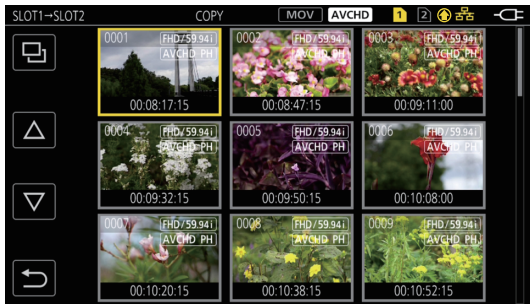 SLOT1→SLOT2 COPY MOV AVCHD 1 2
0001 FHD/59.94i
AVCHD PH
00:08:17:15
0002 FHD/59.94i
AVCHD PH
00:08:47:15
0003 FHD/59.94i
AVCHD PH
00:09:11:00
0004 FHD/59.94i
AVCHD PH
00:09:32:15
0005 FHD/59.94i
AVCHD PH
00:09:50:15
0006 FHD/59.94i
AVCHD PH
00:10:08:00
0007 FHD/59.94i
AVCHD PH
00:10:20:15
0008 FHD/59.94i
AVCHD PH
00:10:38:15
0009 FHD/59.94i
AVCHD PH
00:10:52:15